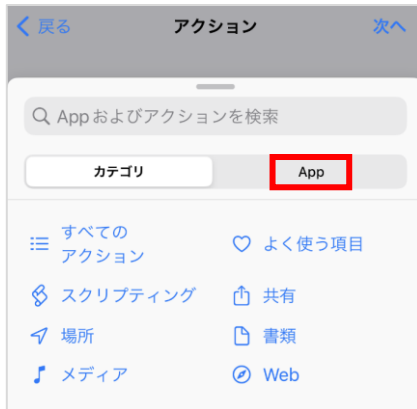 戻る アクション 次へ
Appおよびアクションを検索
カテゴリ App
すべての
アクション
よく使う項目
スクリプティング 共有
場所 書類
メディア Web